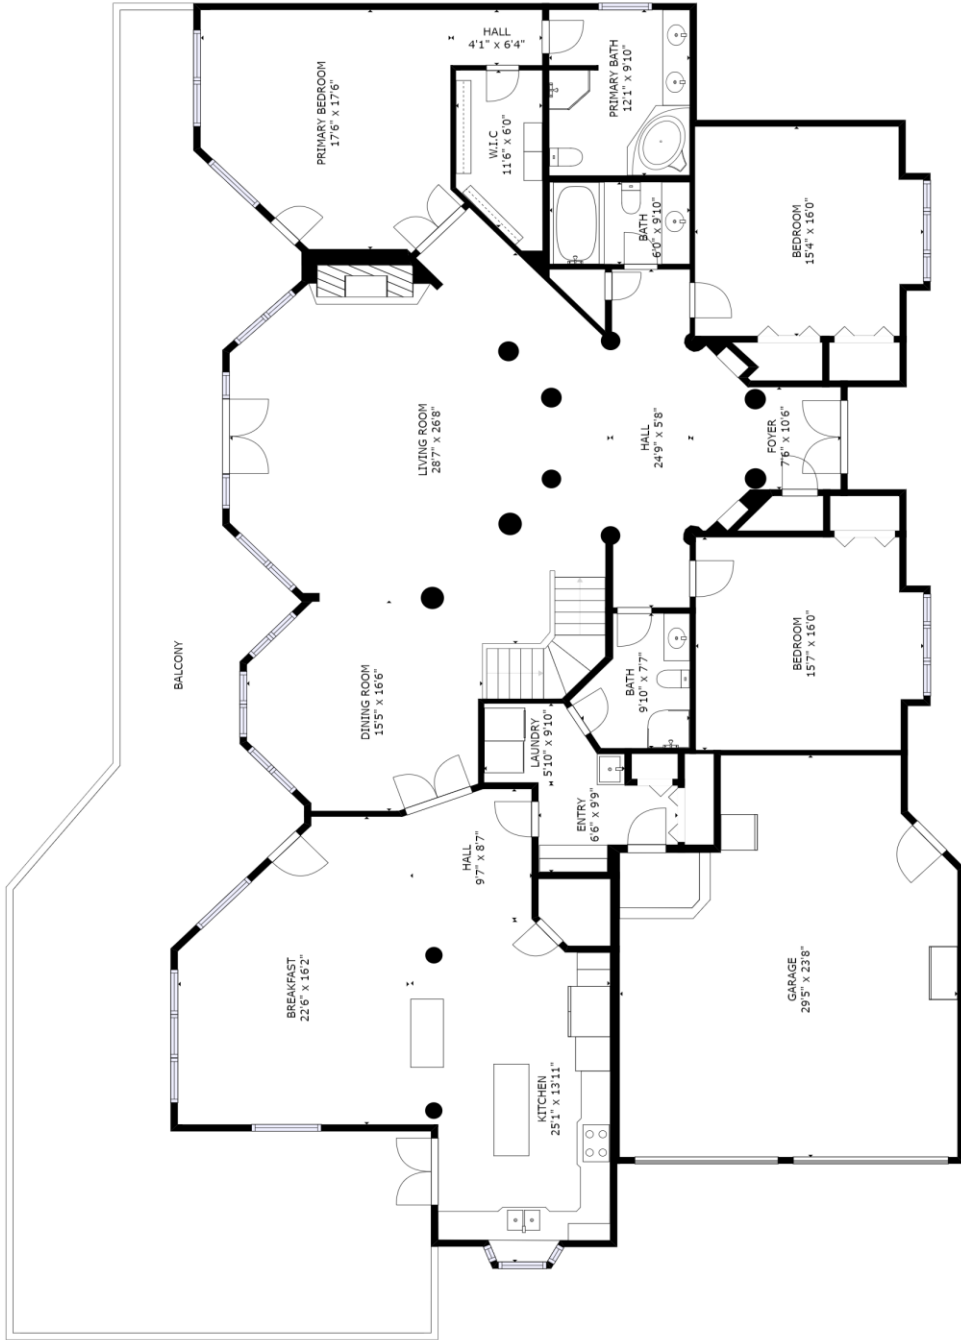 HALL
4'1" x 6'4"
PRIMARY BEDROOM
17'6" x 17'6"
W.I.C
11'6" x 6'0"
PRIMARY BATH
12'1" x 9'10"
BATH
6'0" x 9'10"
BEDROOM
15'4" x 16'0"
LIVING ROOM
28'7" x 26'8"
HALL
24'9" x 5'8"
FOYER
7'6" x 10'6"
BALCONY
DINING ROOM
15'5" x 16'6"
BATH
9'10" x 7'7"
BEDROOM
15'7" x 16'0"
LAUNDRY
5'10" x 9'10"
ENTRY
6'6" x 9'9"
HALL
9'7" x 8'7"
BREAKFAST
22'6" x 16'2"
KITCHEN
25'1" x 13'11"
GARAGE
29'5" x 23'8"